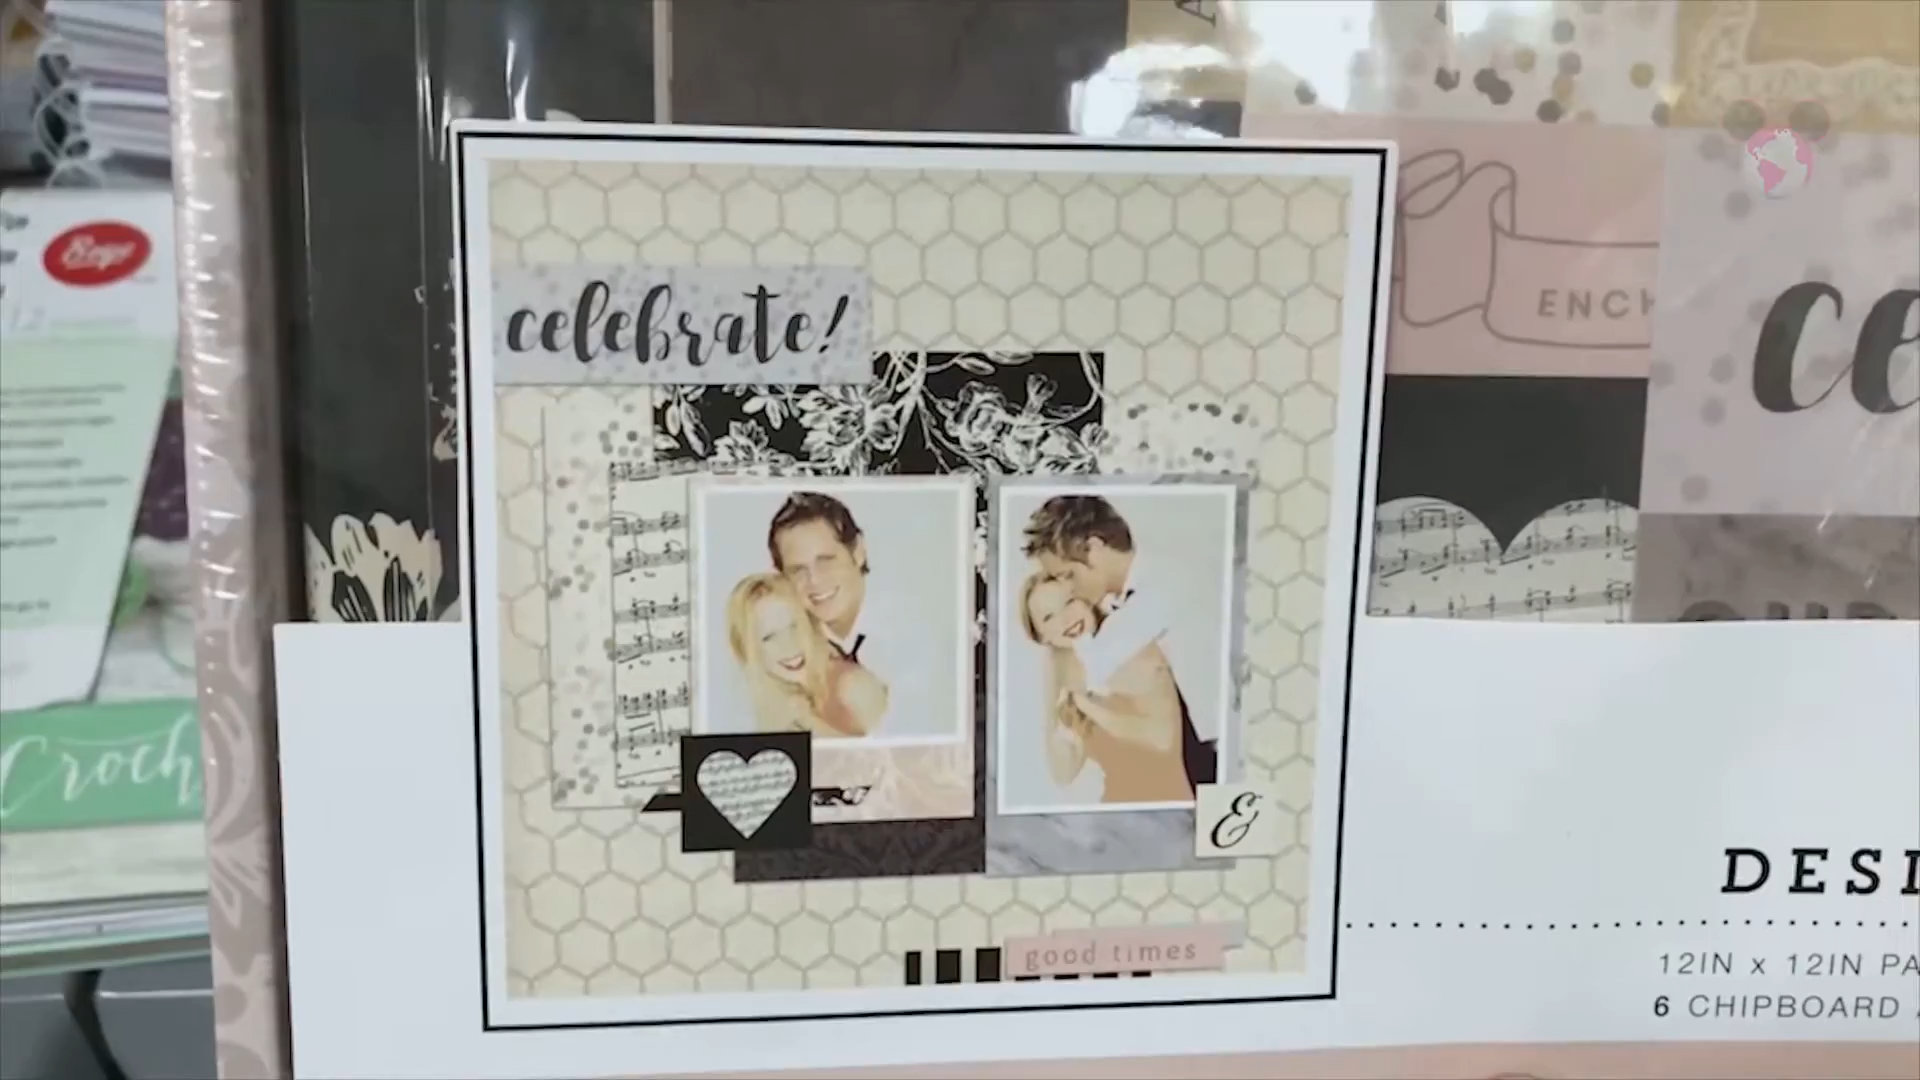 celebrate!
ENCH
ce
Croch
&
good times
DESI
12IN x 12IN PA
6 CHIPBOARD